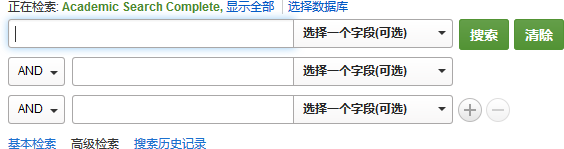 正在检索: Academic Search Complete, 显示全部 选择数据库
选择一个字段(可选) 搜索 清除
AND 选择一个字段(可选)
AND 选择一个字段(可选)
基本检索 高级检索 搜索历史记录